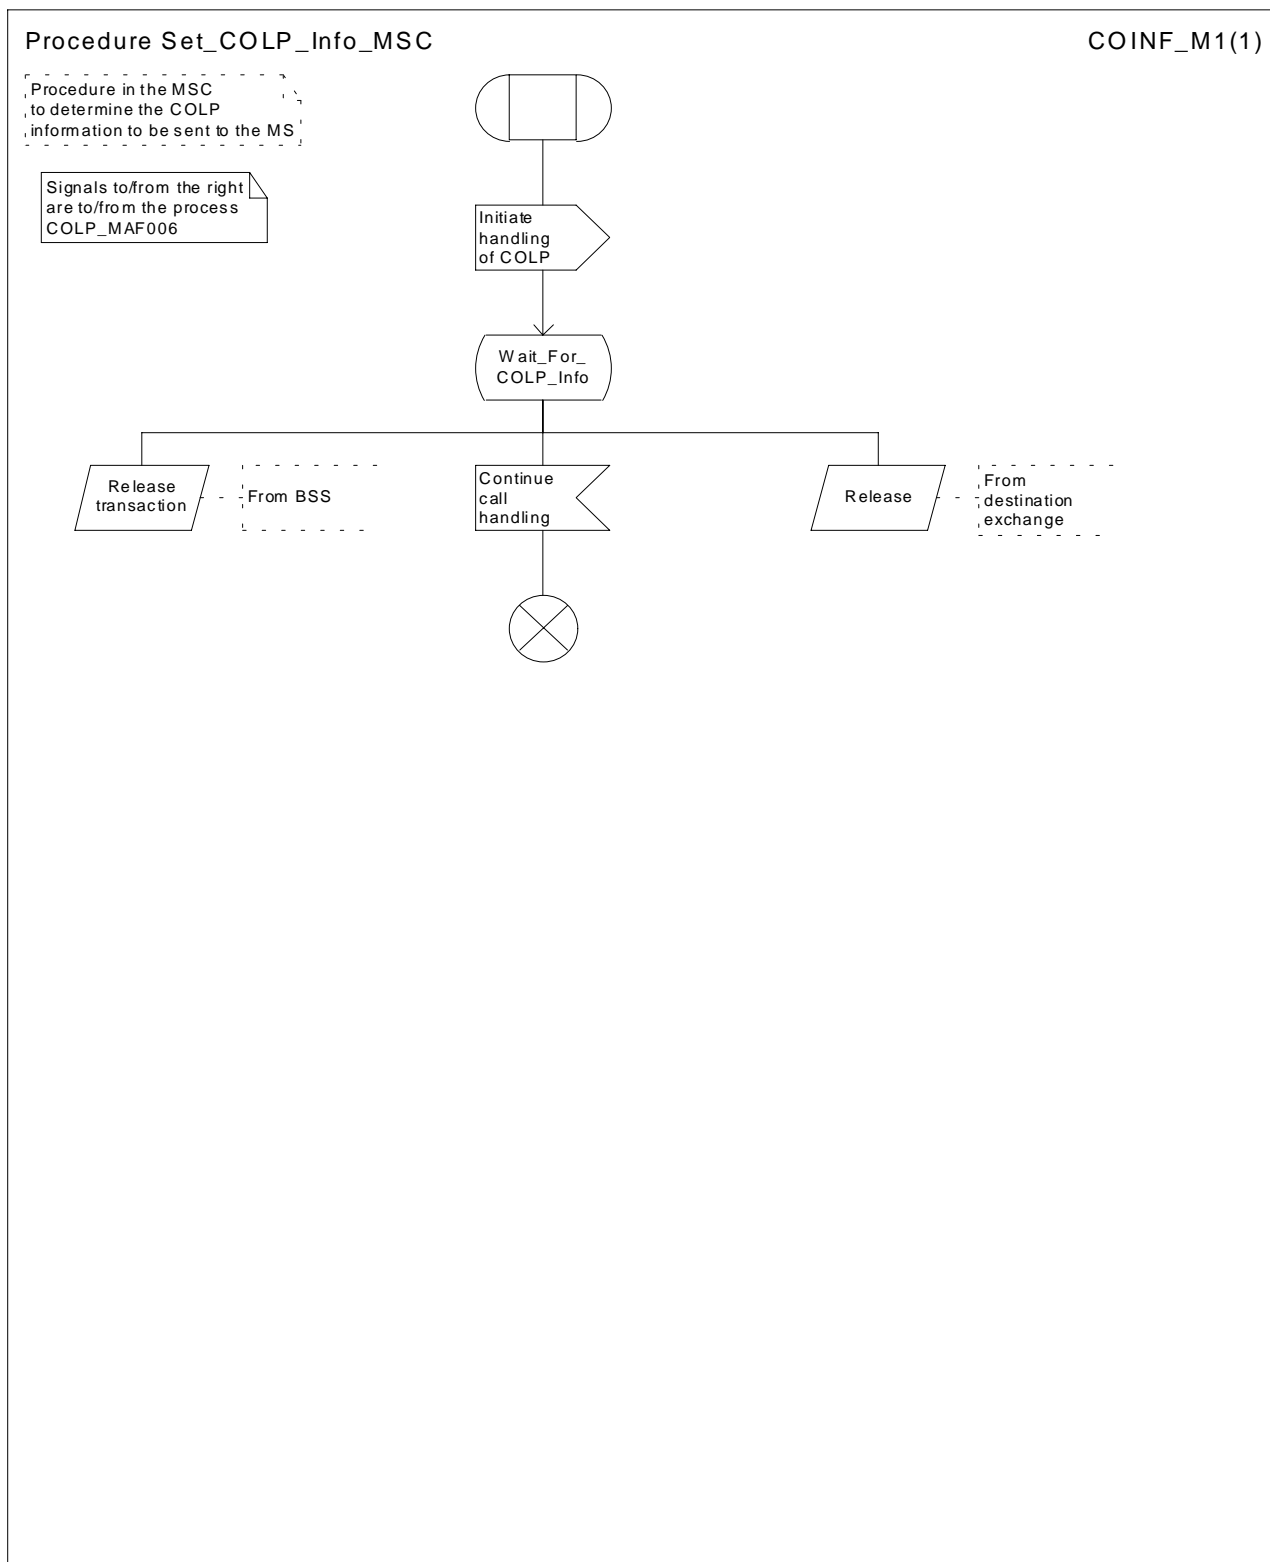 Procedure Set_COLP_Info_MSC
COINF_M1(1)
Procedure in the MSC
to determine the COLP
information to be sent to the MS
Signals to/from the right
are to/from the process
COLP_MAF006
Initiate
handling
of COLP
Wait_For_
COLP_Info
Release
transaction
From BSS
Continue
call
handling
Release
From
destination
exchange